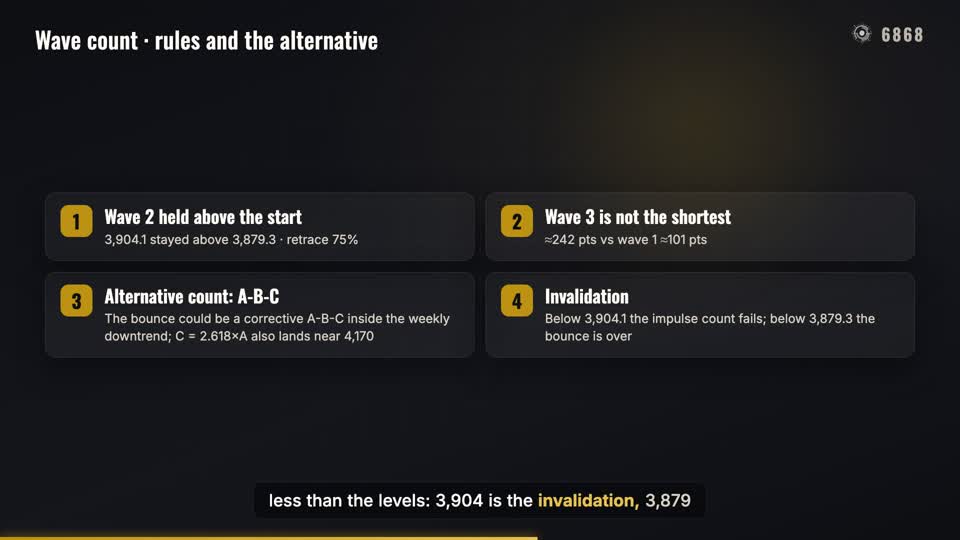 Wave count · rules and the alternative
6868
1
Wave 2 held above the start
3,904.1 stayed above 3,879.3 · retrace 75%
2
Wave 3 is not the shortest
≈242 pts vs wave 1 ≈101 pts
3
Alternative count: A-B-C
The bounce could be a corrective A-B-C inside the weekly
downtrend; C = 2.618×A also lands near 4,170
4
Invalidation
Below 3,904.1 the impulse count fails; below 3,879.3 the
bounce is over
less than the levels: 3,904 is the invalidation, 3,879